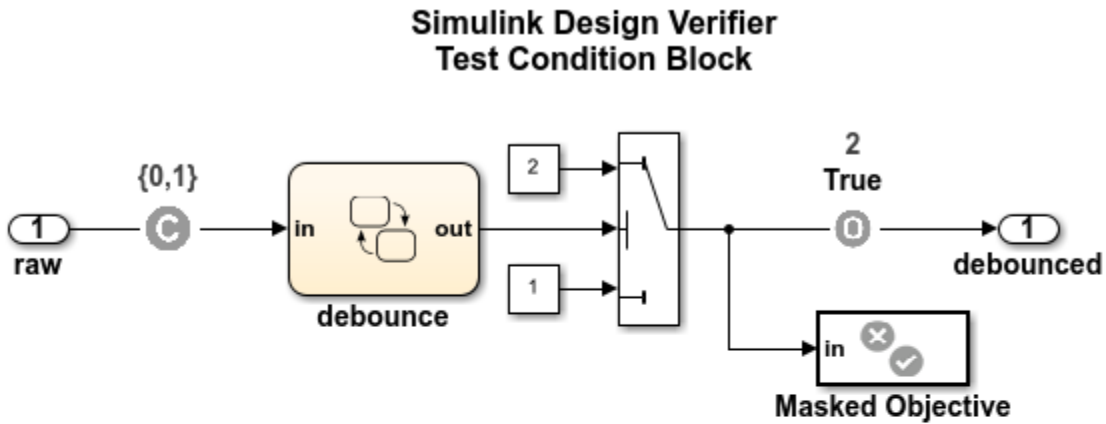 Simulink Design Verifier
Test Condition Block
{0,1}
C
1
raw
in
out
debounce
2
1
2
True
O
1
debounced
in
Masked Objective